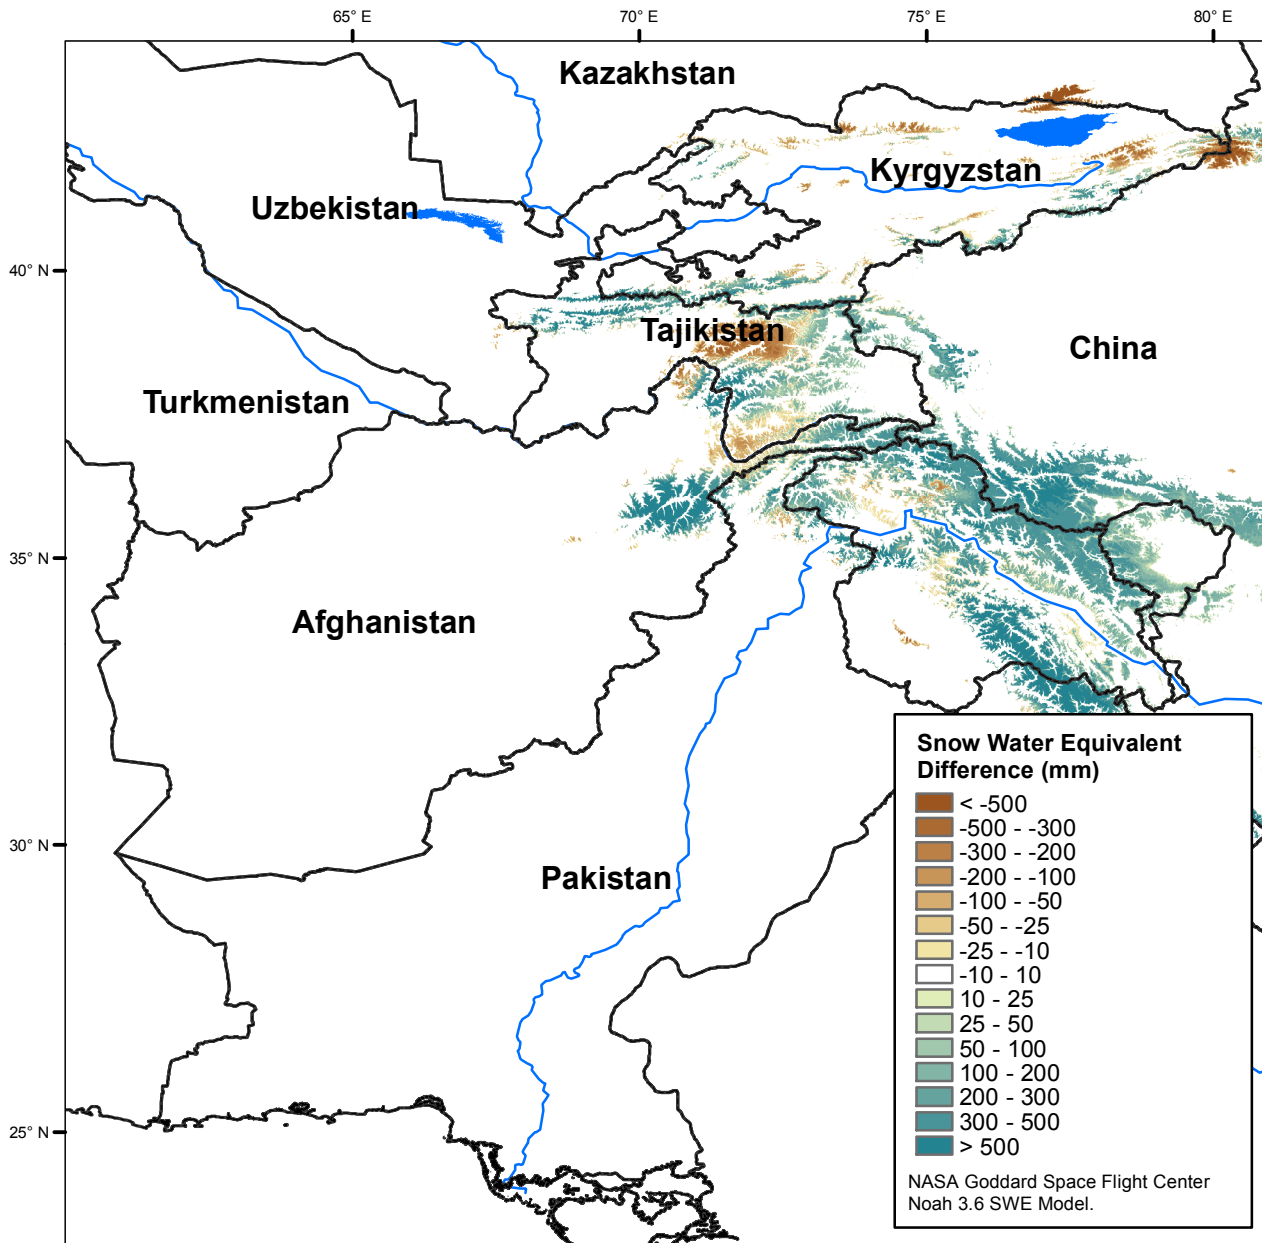 65° E
70° E
75° E
80° E
Kazakhstan
Kyrgyzstan
Uzbekistan
40° N
Tajikistan
China
Turkmenistan
35° N
Afghanistan
Snow Water Equivalent
Difference (mm)
< -500
-500 - -300
-300 - -200
-200 - -100
-100 - -50
-50 - -25
-25 - -10
-10 - 10
10 - 25
25 - 50
50 - 100
100 - 200
200 - 300
300 - 500
> 500
NASA Goddard Space Flight Center
Noah 3.6 SWE Model.
30° N
Pakistan
25° N